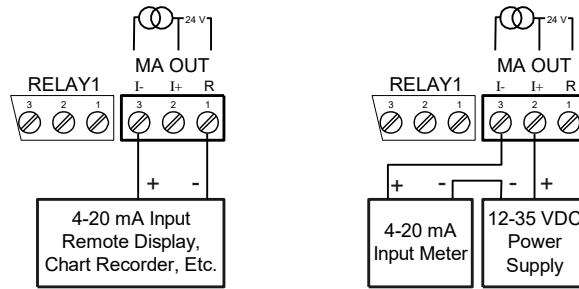 24 V
MA OUT
RELAY1 I- I+ R
3 2 1 3 2 1
+ -
4-20 mA Input
Remote Display,
Chart Recorder, Etc.
24 V
MA OUT
RELAY1 I- I+ R
3 2 1 3 2 1
+ - - +
4-20 mA
Input Meter
12-35 VDC
Power
Supply